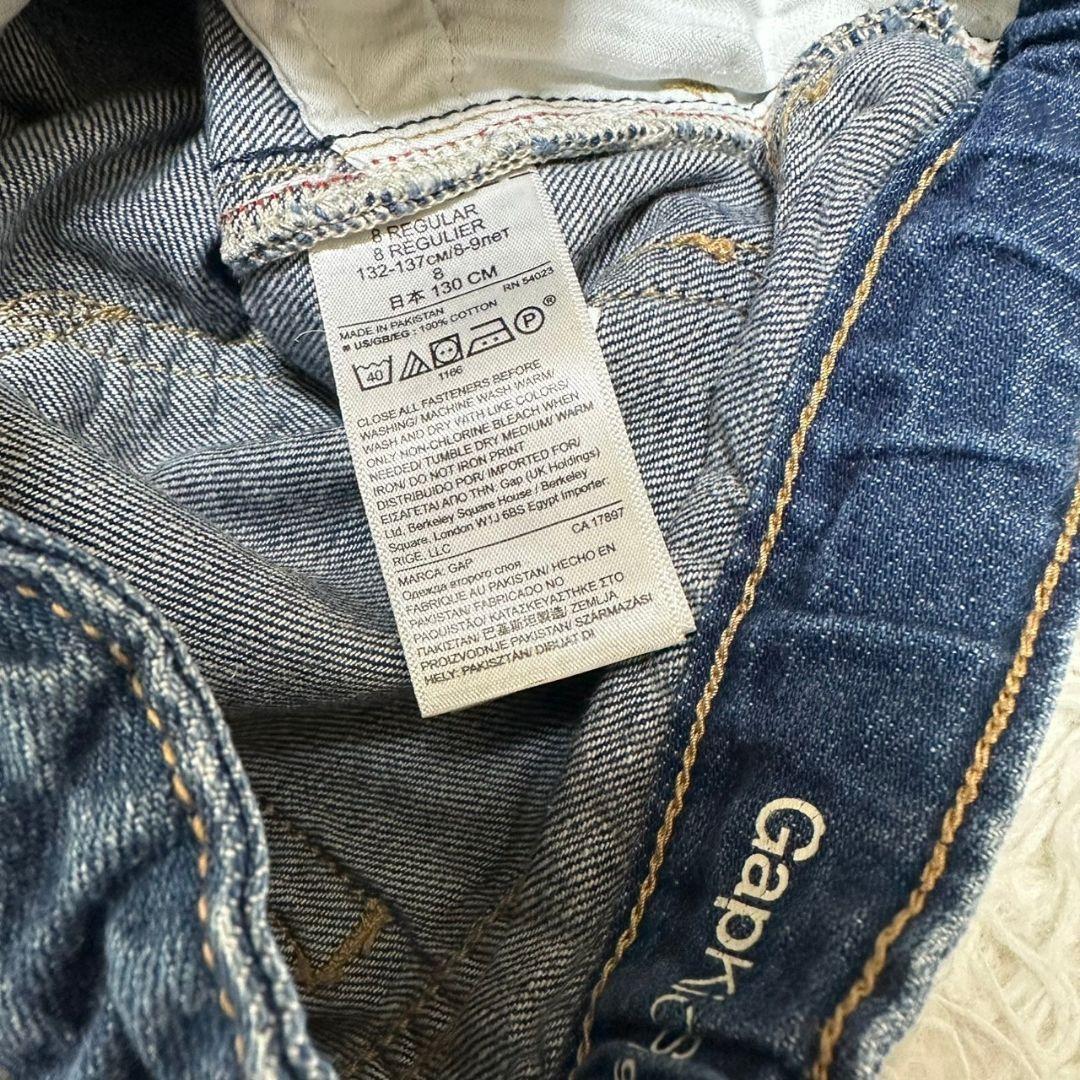 8 REGULAR
8 REGULIER
132-137см/8-9лет
8
日本 130 CM
MADE IN PAKISTAN RN 54023
US/GB/EG : 100% COTTON
40 P ®
1166
CLOSE ALL FASTENERS BEFORE
WASHING/ MACHINE WASH WARM/
WASH AND DRY WITH LIKE COLORS/
ONLY NON-CHLORINE BLEACH WHEN
NEEDED/ TUMBLE DRY MEDIUM/ WARM
IRON/ DO NOT IRON PRINT
DISTRIBUIDO POR/ IMPORTED FOR/
ΕΙΣΑΓΕΤΑΙ ΑΠΟ ΤΗΝ: Gap (UK Holdings)
Ltd, Berkeley Square House / Berkeley
Square, London W1J 6BS Egypt Importer
RIGE, LLC CA 17897
MARCA: GAP
Одежда второго слоя
FABRIQUE AU PAKISTAN/ HECHO EN
PAKISTAN/ FABRICADO NO
PAQUISTÃO/ ΚΑΤΑΣΚΕΥΑΣΤΗΚΕ ΣΤΟ
ΠΑΚΙΣΤΑΝ/ 巴基斯坦製造/ ZEMLJA
PROIZVODNJE PAKISTAN/ SZÁRMAZÁSI
HELY: PAKISZTÁN/ DIBUAT DI
GapKids